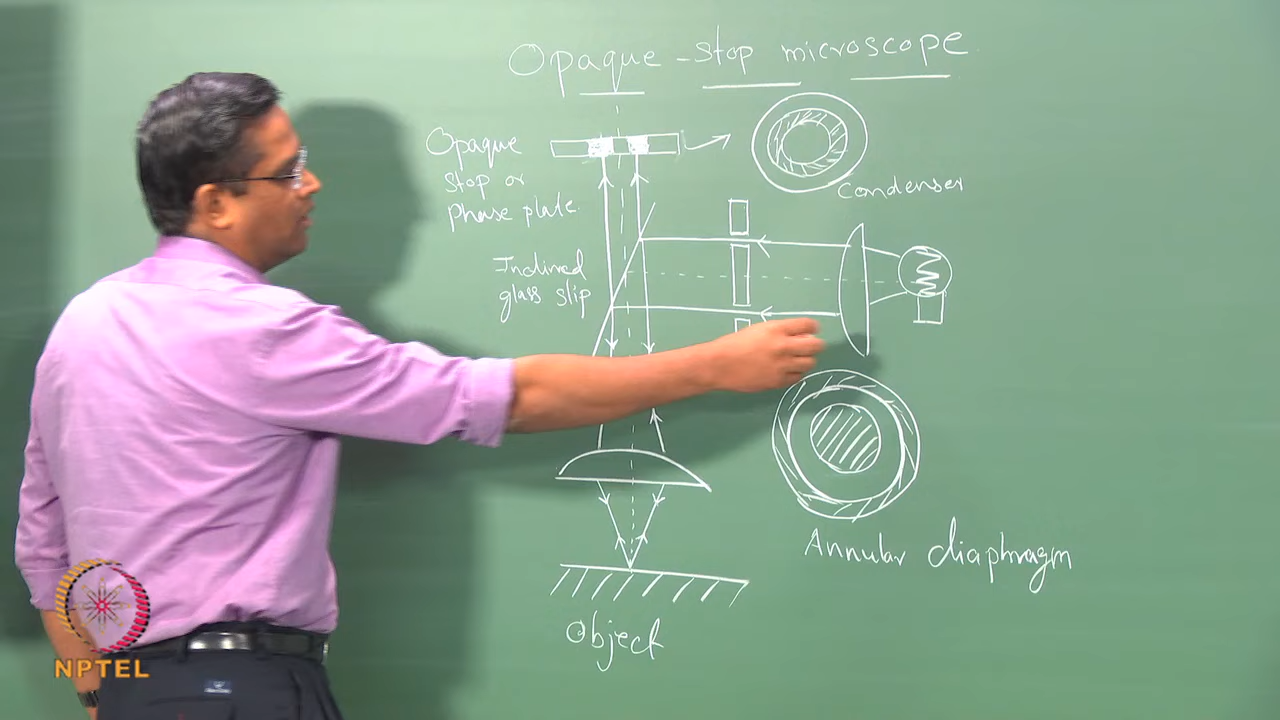 Opaque - stop microscope
Opaque
stop or
phase plate
Condenser
Inclined
glass slip
Annular diaphragm
Object
NPTEL